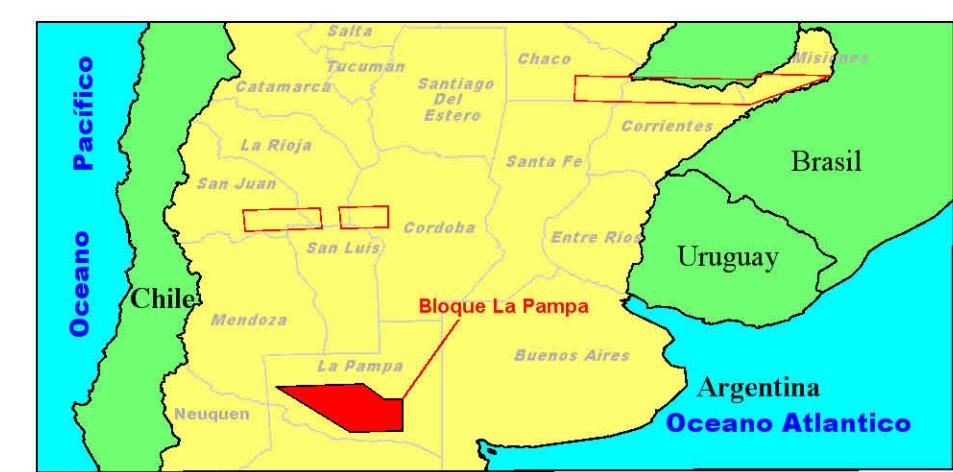 Salta
Chaco
Misiones
Tucumán
Catamarca
Santiago
Del
Estero
Corrientes
La Rioja
Santa Fe
Brasil
San Juan
Cordoba
Entre Rios
San Luis
Uruguay
Oceano Pacífico
Chile
Bloque La Pampa
Mendoza
Buenos Aires
La Pampa
Argentina
Neuquen
Oceano Atlantico